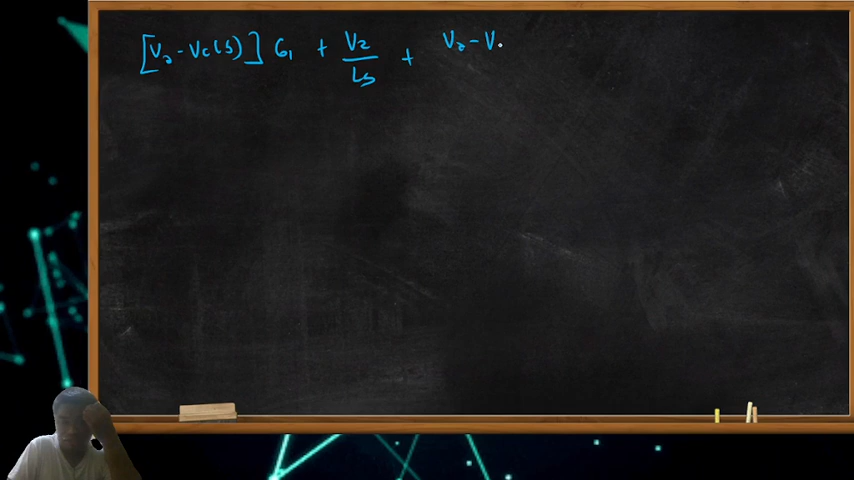 [V₂ - Vc(s)] G₁ + V₂/Ls + V₂ - V